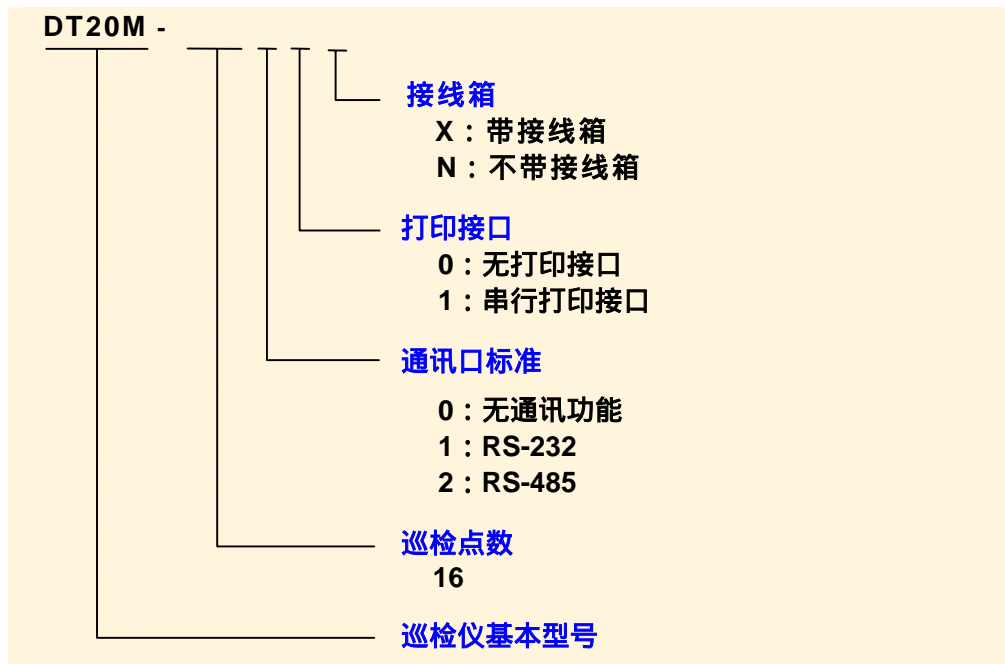 DT20M -
接线箱
X：带接线箱
N：不带接线箱
打印接口
0：无打印接口
1：串行打印接口
通讯口标准
0：无通讯功能
1：RS-232
2：RS-485
巡检点数
16
巡检仪基本型号